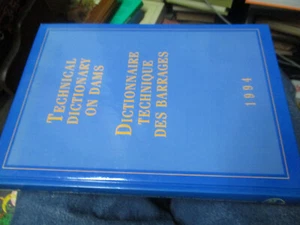 TECHNICAL
DICTIONARY
ON DAMS
DICTIONNAIRE
TECHNIQUE
DES BARRAGES
1994